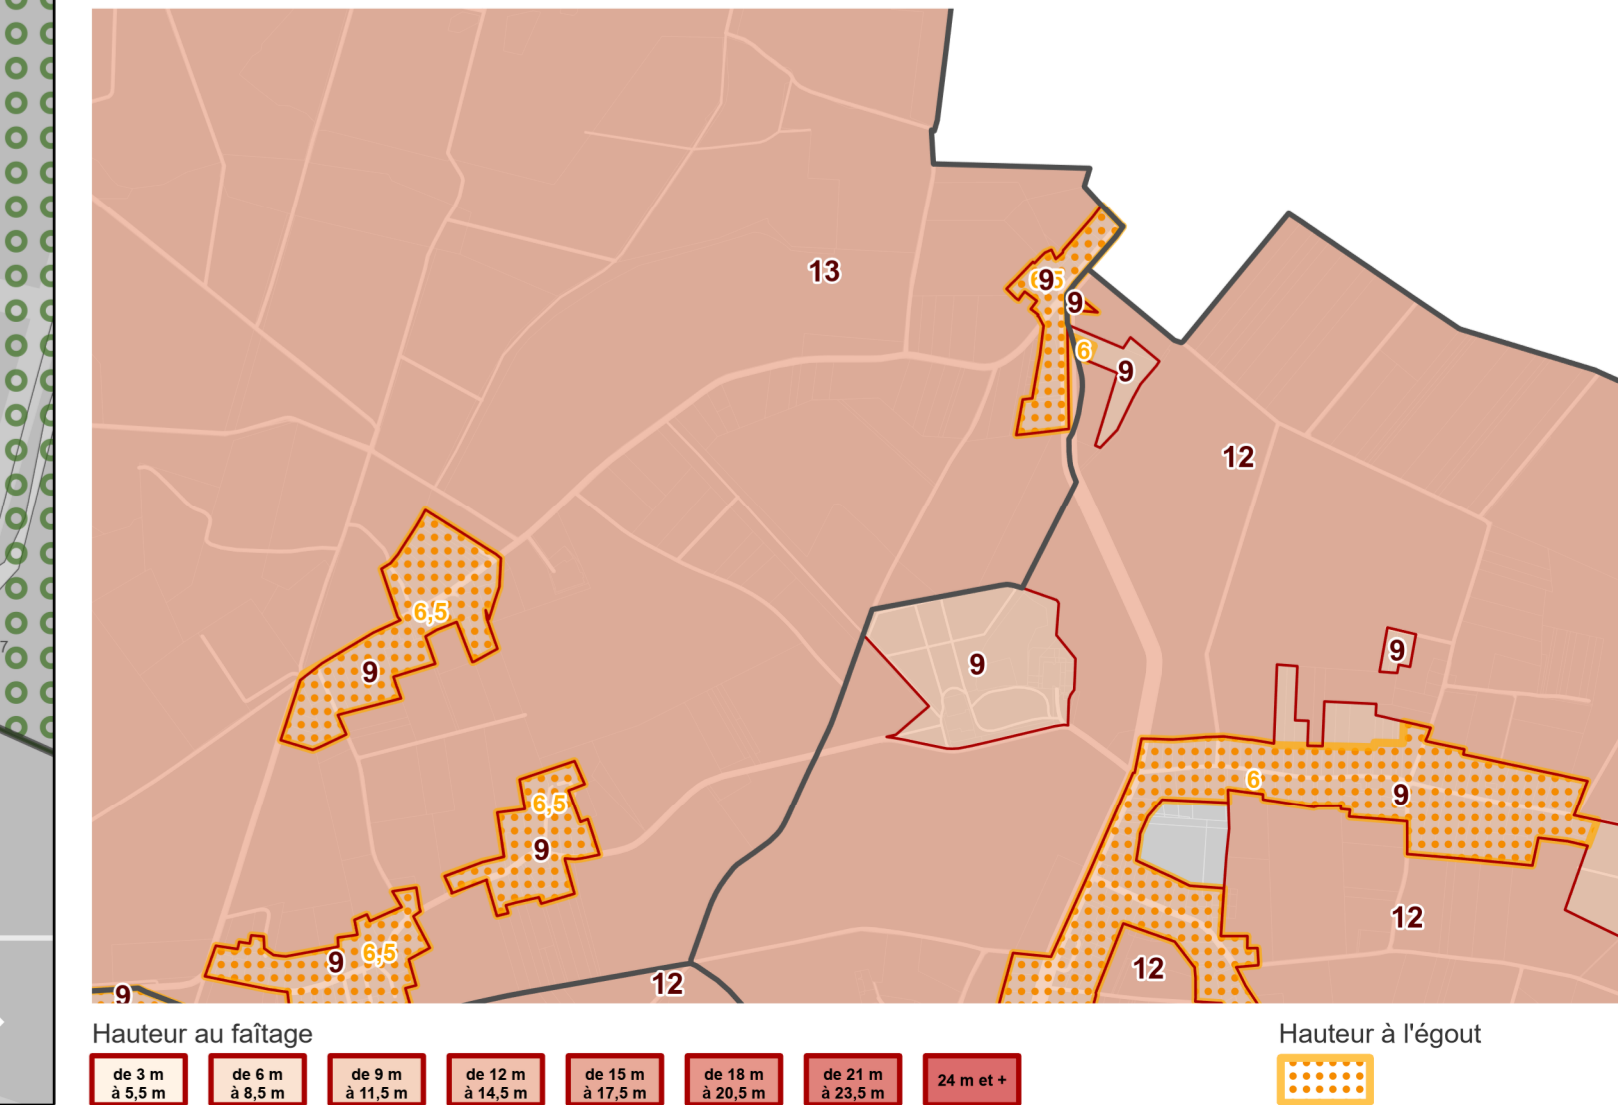 13
9
6,5
9
6
9
12
6,5
9
7
9
9
6,5
9
6
9
9
6,5
12
12
12
9
Hauteur au faîtage
Hauteur à l'égout
de 3 m
à 5,5 m
de 6 m
à 8,5 m
de 9 m
à 11,5 m
de 12 m
à 14,5 m
de 15 m
à 17,5 m
de 18 m
à 20,5 m
de 21 m
à 23,5 m
24 m et +